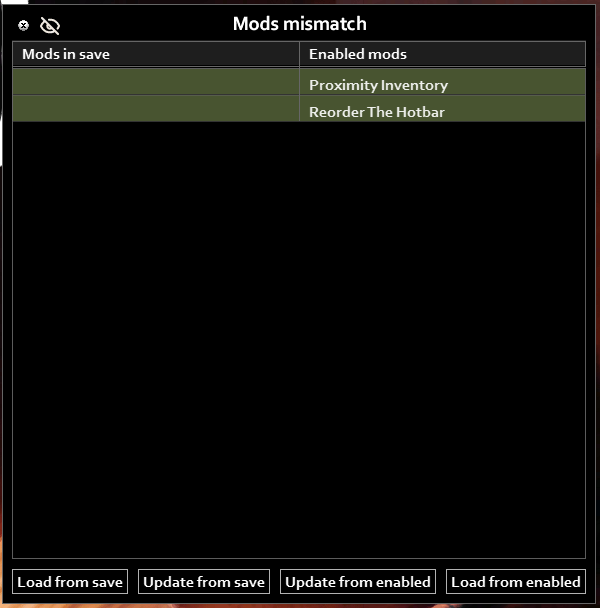 Mods mismatch
Mods in save Enabled mods
Proximity Inventory
Reorder The Hotbar
Load from save Update from save Update from enabled Load from enabled